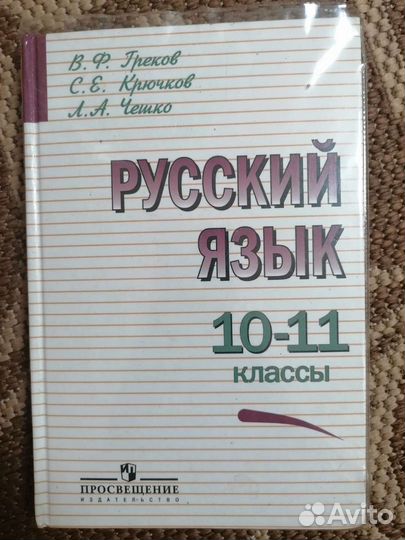 В. Ф. Греков
С. Е. Крючков
Л. А. Чешко
РУССКИЙ
ЯЗЫК
10-11
классы
ПРОСВЕЩЕНИЕ
ИЗДАТЕЛЬСТВО
Avito